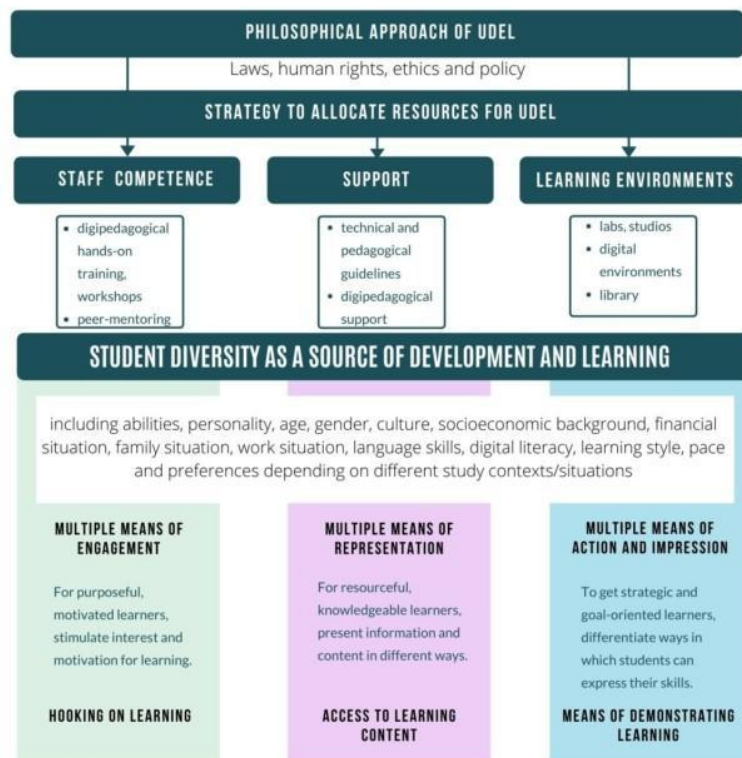 PHILOSOPHICAL APPROACH OF UDEL
Laws, human rights, ethics and policy
STRATEGY TO ALLOCATE RESOURCES FOR UDEL
STAFF COMPETENCE
• digipedagogical
hands-on
training,
workshops
• peer-mentoring
SUPPORT
• technical and
pedagogical
guidelines
• digipedagogical
support
LEARNING ENVIRONMENTS
• labs, studios
• digital
environments
• library
STUDENT DIVERSITY AS A SOURCE OF DEVELOPMENT AND LEARNING
including abilities, personality, age, gender, culture, socioeconomic background, financial
situation, family situation, work situation, language skills, digital literacy, learning style, pace
and preferences depending on different study contexts/situations
MULTIPLE MEANS OF
ENGAGEMENT
For purposeful,
motivated learners,
stimulate interest and
motivation for learning.
HOOKING ON LEARNING
MULTIPLE MEANS OF
REPRESENTATION
For resourceful,
knowledgeable learners,
present information and
content in different ways.
ACCESS TO LEARNING
CONTENT
MULTIPLE MEANS OF
ACTION AND IMPRESSION
To get strategic and
goal-oriented learners,
differentiate ways in
which students can
express their skills.
MEANS OF DEMONSTRATING
LEARNING